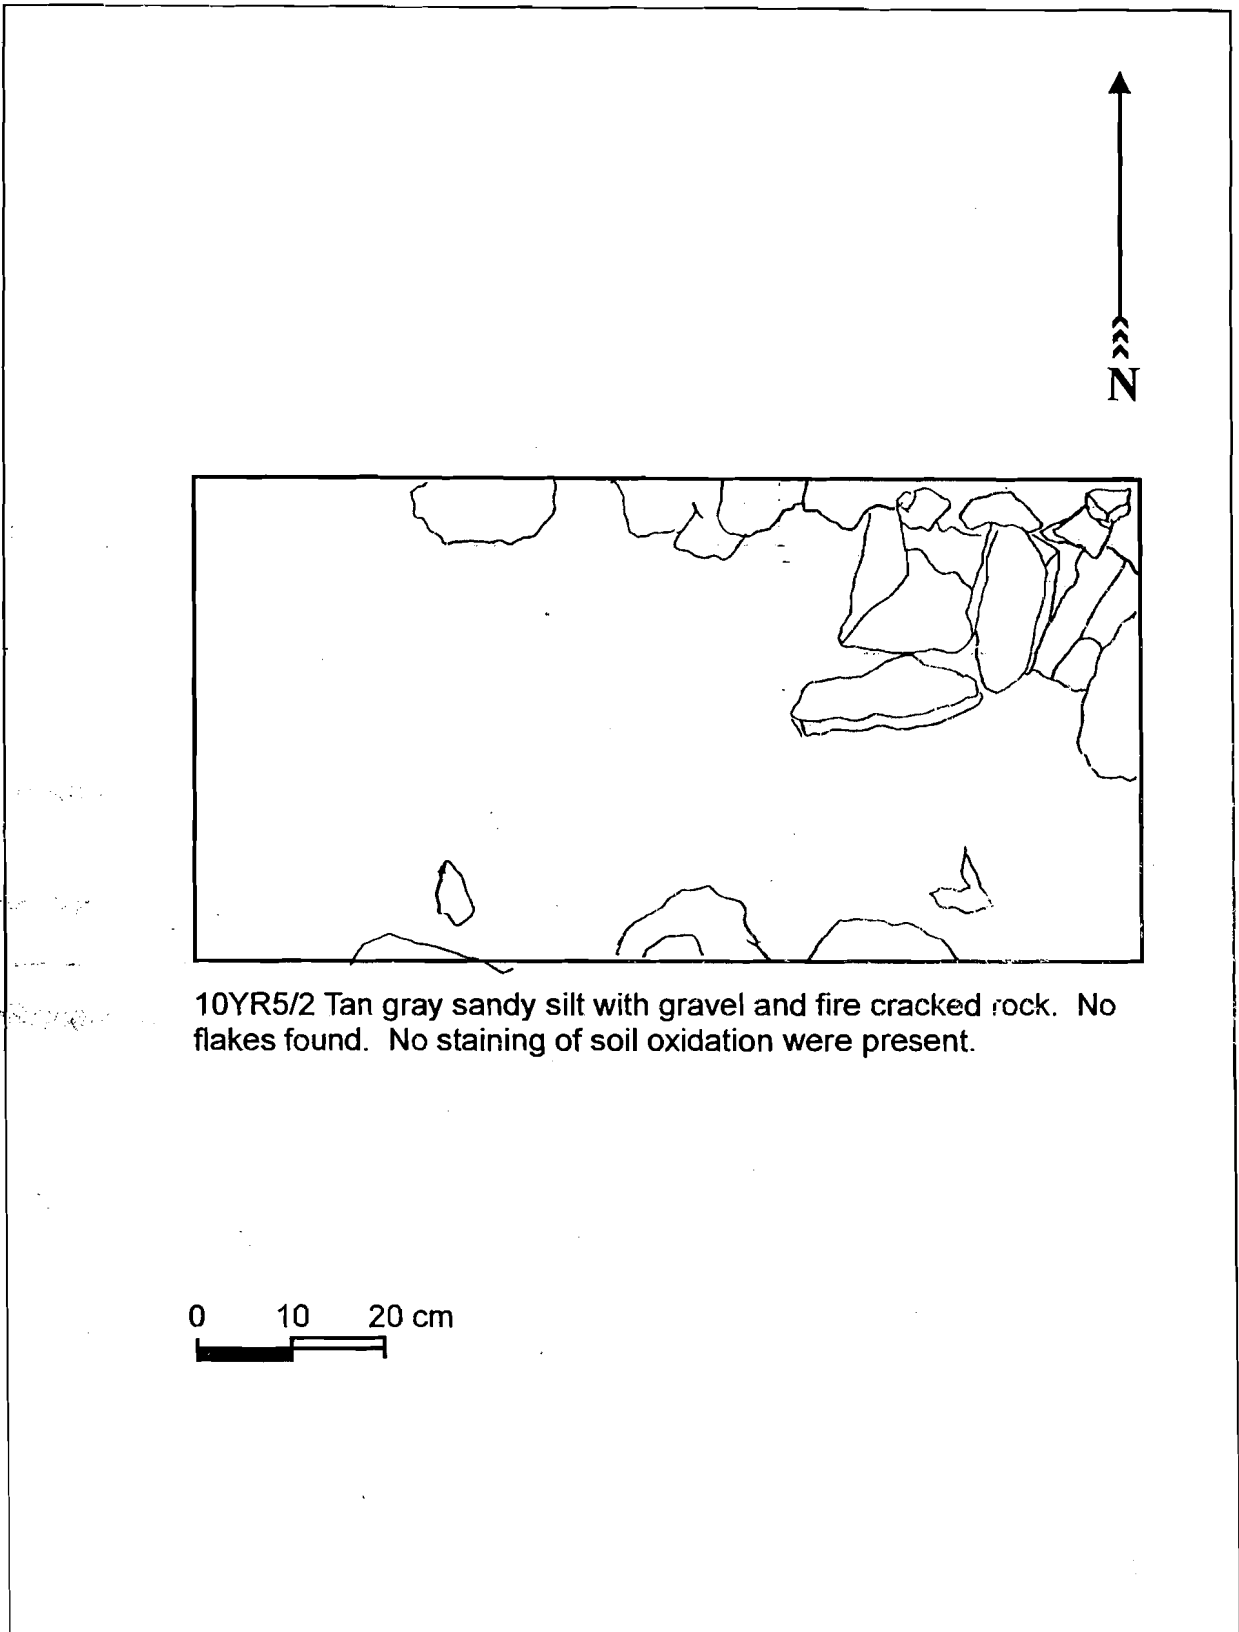 N
10YR5/2 Tan gray sandy silt with gravel and fire cracked rock. No
flakes found. No staining of soil oxidation were present.
0 10 20 cm